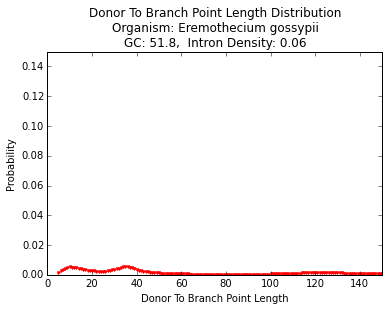 Donor To Branch Point Length Distribution
Organism: Eremothecium gossypii
GC: 51.8,  Intron Density: 0.06
0.14
0.12
0.10
0.08
0.06
0.04
0.02
0.00
Probability
0 20 40 60 80 100 120 140
Donor To Branch Point Length